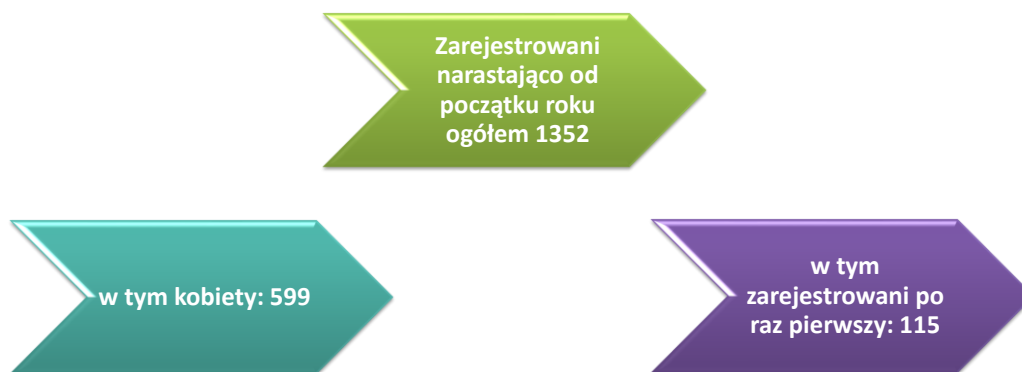 Zarejestrowani
narastająco od
początku roku
ogółem 1352
w tym kobiety: 599
w tym
zarejestrowani po
raz pierwszy: 115